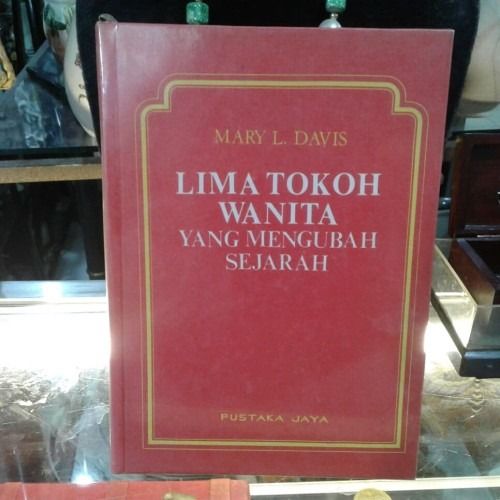 MARY L. DAVIS
LIMA TOKOH
WANITA
YANG MENGUBAH
SEJARAH
PUSTAKA JAYA